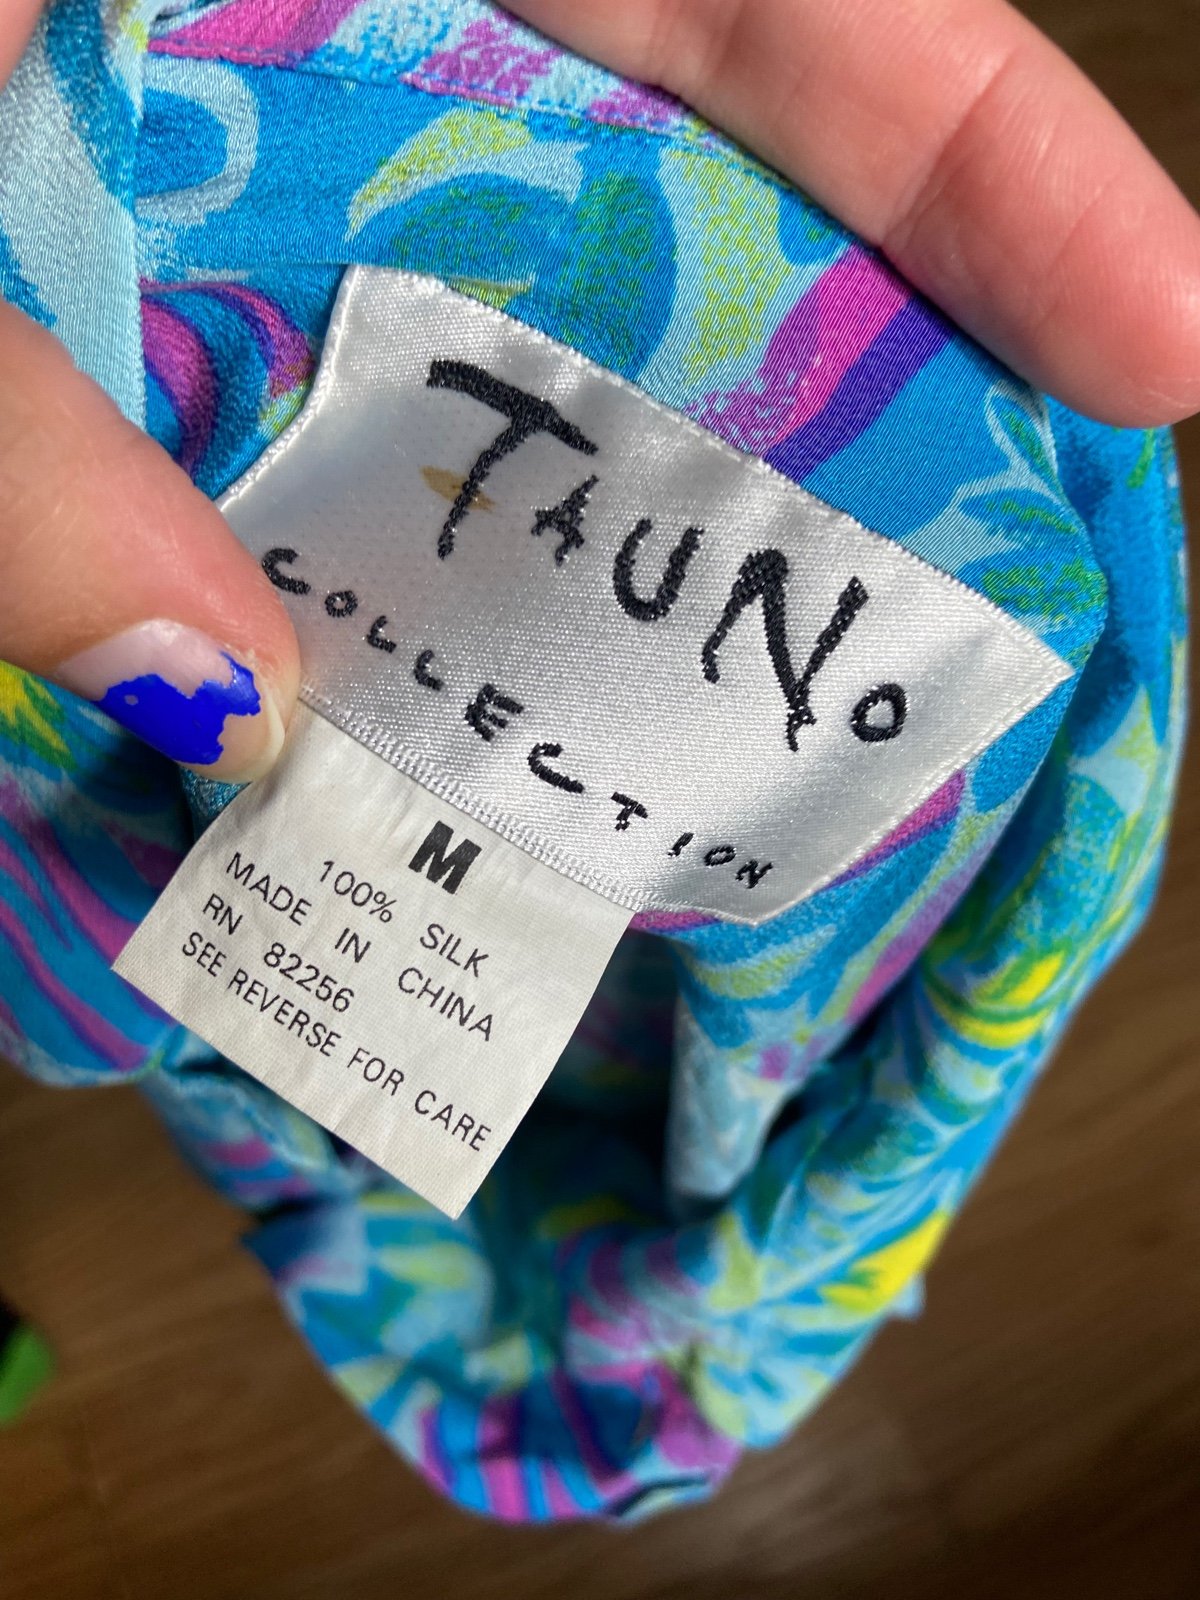 TAUNO
COLLECTION
M
100% SILK
MADE IN CHINA
RN 82256
SEE REVERSE FOR CARE